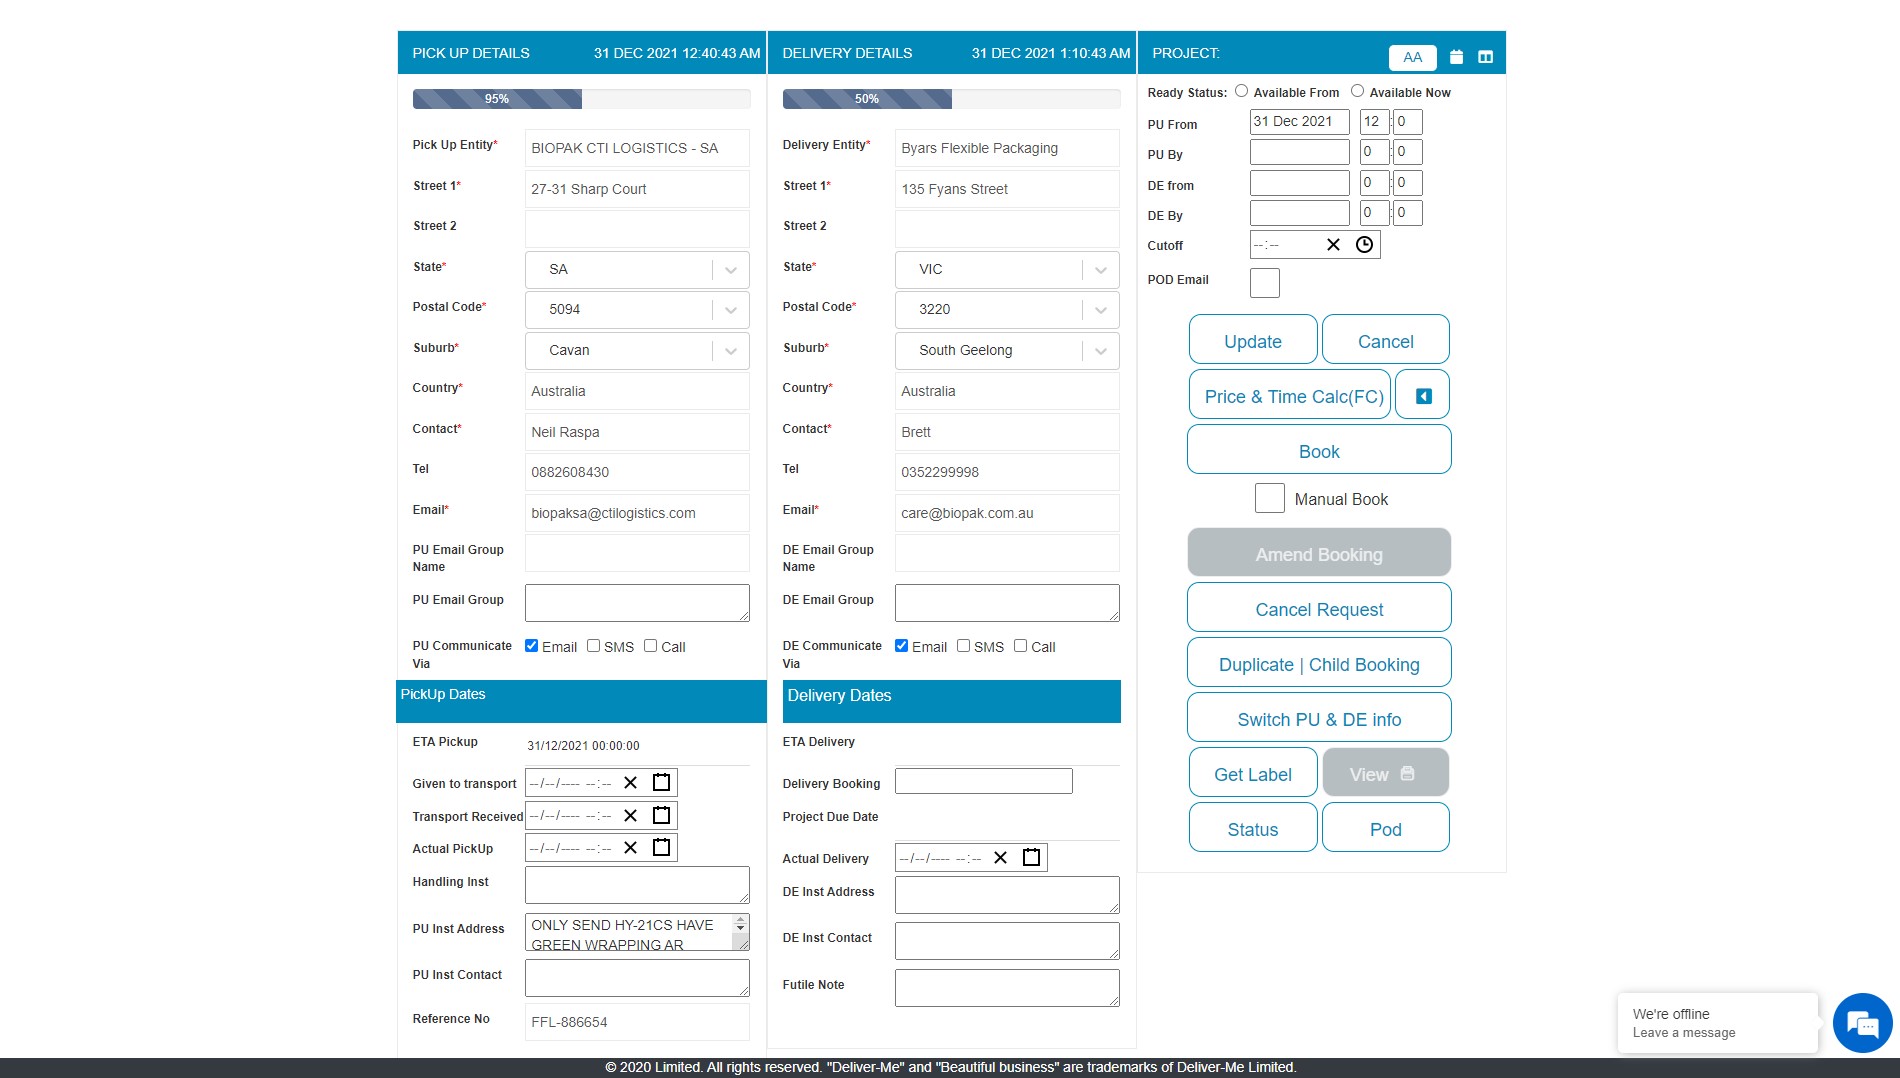 PICK UP DETAILS 31 DEC 2021 12:40:43 AM
95%
Pick Up Entity* BIOPAK CTI LOGISTICS - SA
Street 1* 27-31 Sharp Court
Street 2
State* SA
Postal Code* 5094
Suburb* Cavan
Country* Australia
Contact* Neil Raspa
Tel 0882608430
Email* biopaksa@ctilogistics.com
PU Email Group
Name
PU Email Group
PU Communicate Email SMS Call
Via
PickUp Dates
ETA Pickup 31/12/2021 00:00:00
Given to transport --/--/---- --:--
Transport Received --/--/---- --:--
Actual PickUp --/--/---- --:--
Handling Inst
PU Inst Address ONLY SEND HY-21CS HAVE
GREEN WRAPPING AR
PU Inst Contact
Reference No FFL-886654
DELIVERY DETAILS 31 DEC 2021 1:10:43 AM
50%
Delivery Entity* Byars Flexible Packaging
Street 1* 135 Fyans Street
Street 2
State* VIC
Postal Code* 3220
Suburb* South Geelong
Country* Australia
Contact* Brett
Tel 0352299998
Email* care@biopak.com.au
DE Email Group
Name
DE Email Group
DE Communicate Email SMS Call
Via
Delivery Dates
ETA Delivery
Delivery Booking
Project Due Date
Actual Delivery --/--/---- --:--
DE Inst Address
DE Inst Contact
Futile Note
PROJECT: AA
Ready Status: Available From Available Now
PU From 31 Dec 2021 12 : 0
PU By 0 : 0
DE from 0 : 0
DE By 0 : 0
Cutoff --:--
POD Email
Update Cancel
Price & Time Calc(FC)
Book
Manual Book
Amend Booking
Cancel Request
Duplicate | Child Booking
Switch PU & DE info
Get Label View
Status Pod
We're offline
Leave a message
© 2020 Limited. All rights reserved. "Deliver-Me" and "Beautiful business" are trademarks of Deliver-Me Limited.